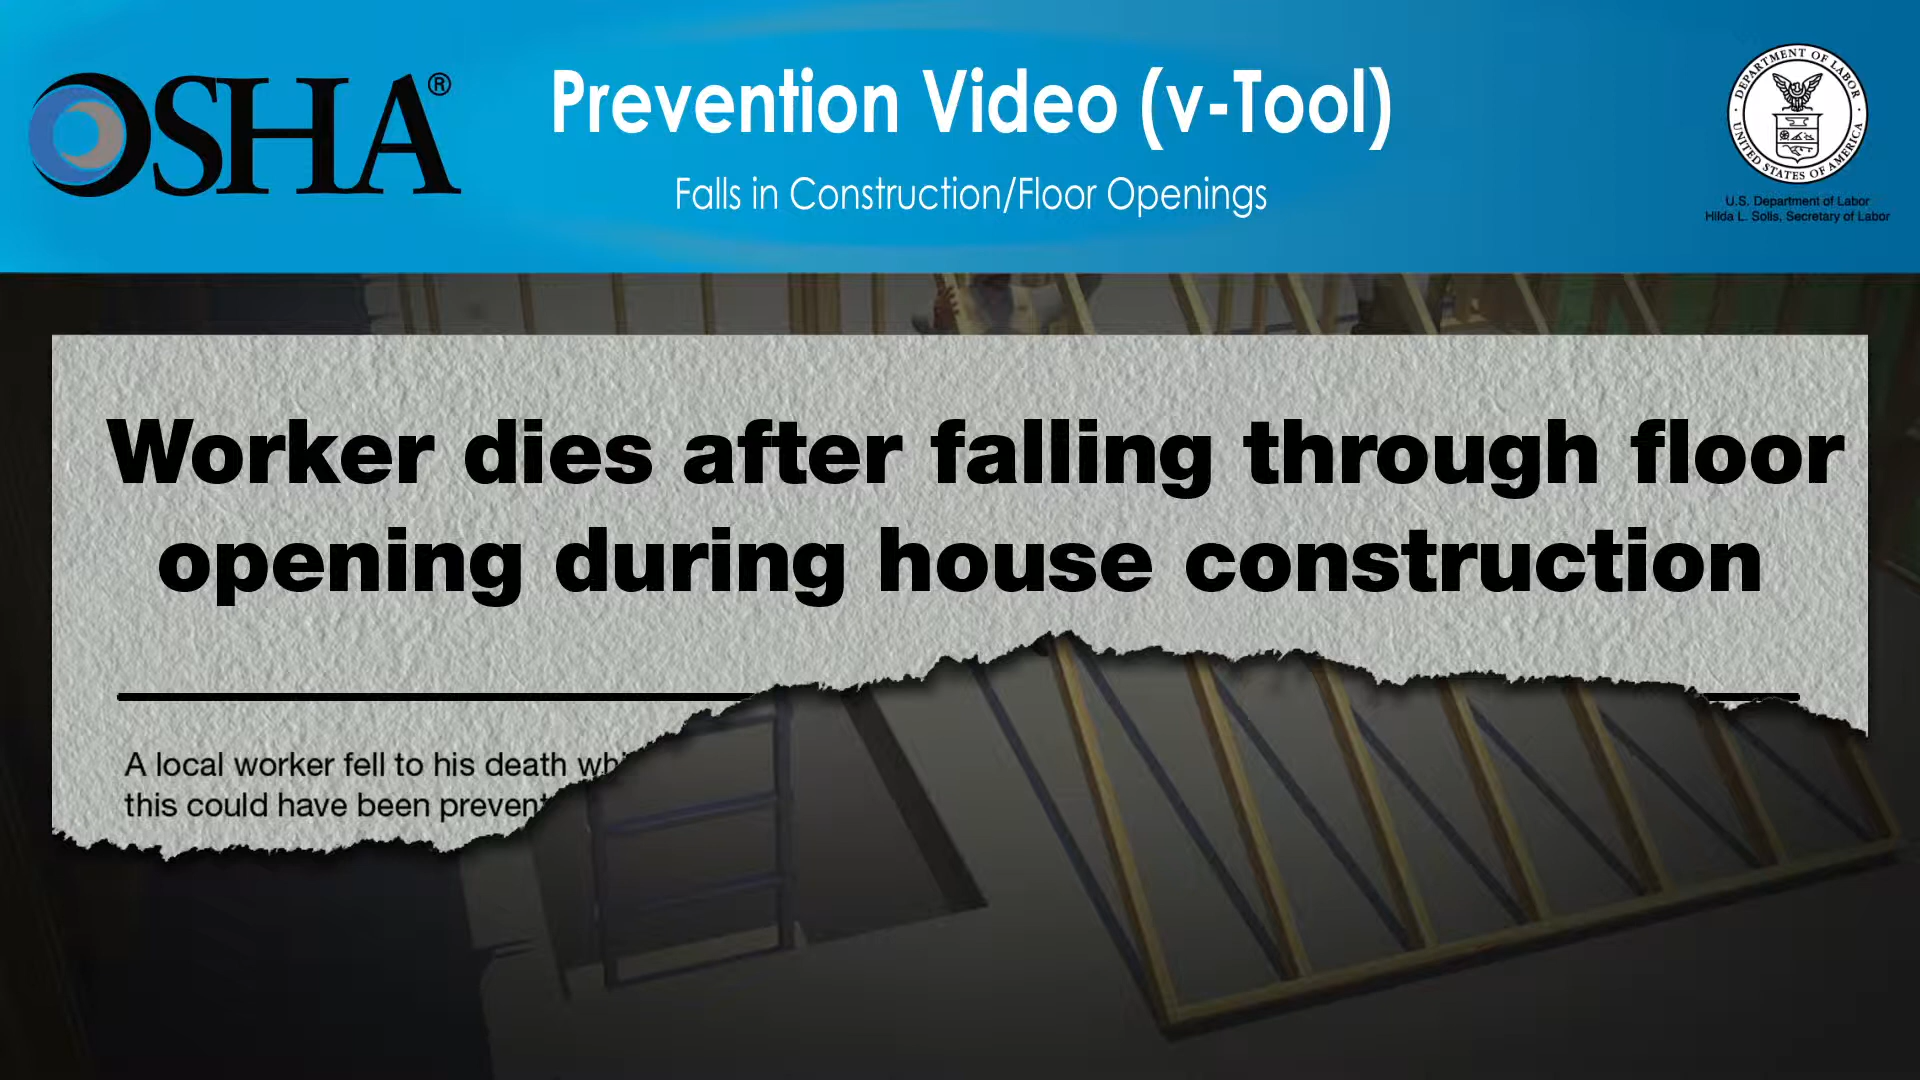 OSHA®
Prevention Video (v-Tool)
Falls in Construction/Floor Openings
DEPARTMENT OF LABOR
UNITED STATES OF AMERICA
U.S. Department of Labor
Hilda L. Solis, Secretary of Labor
Worker dies after falling through floor
opening during house construction
A local worker fell to his death
this could have been